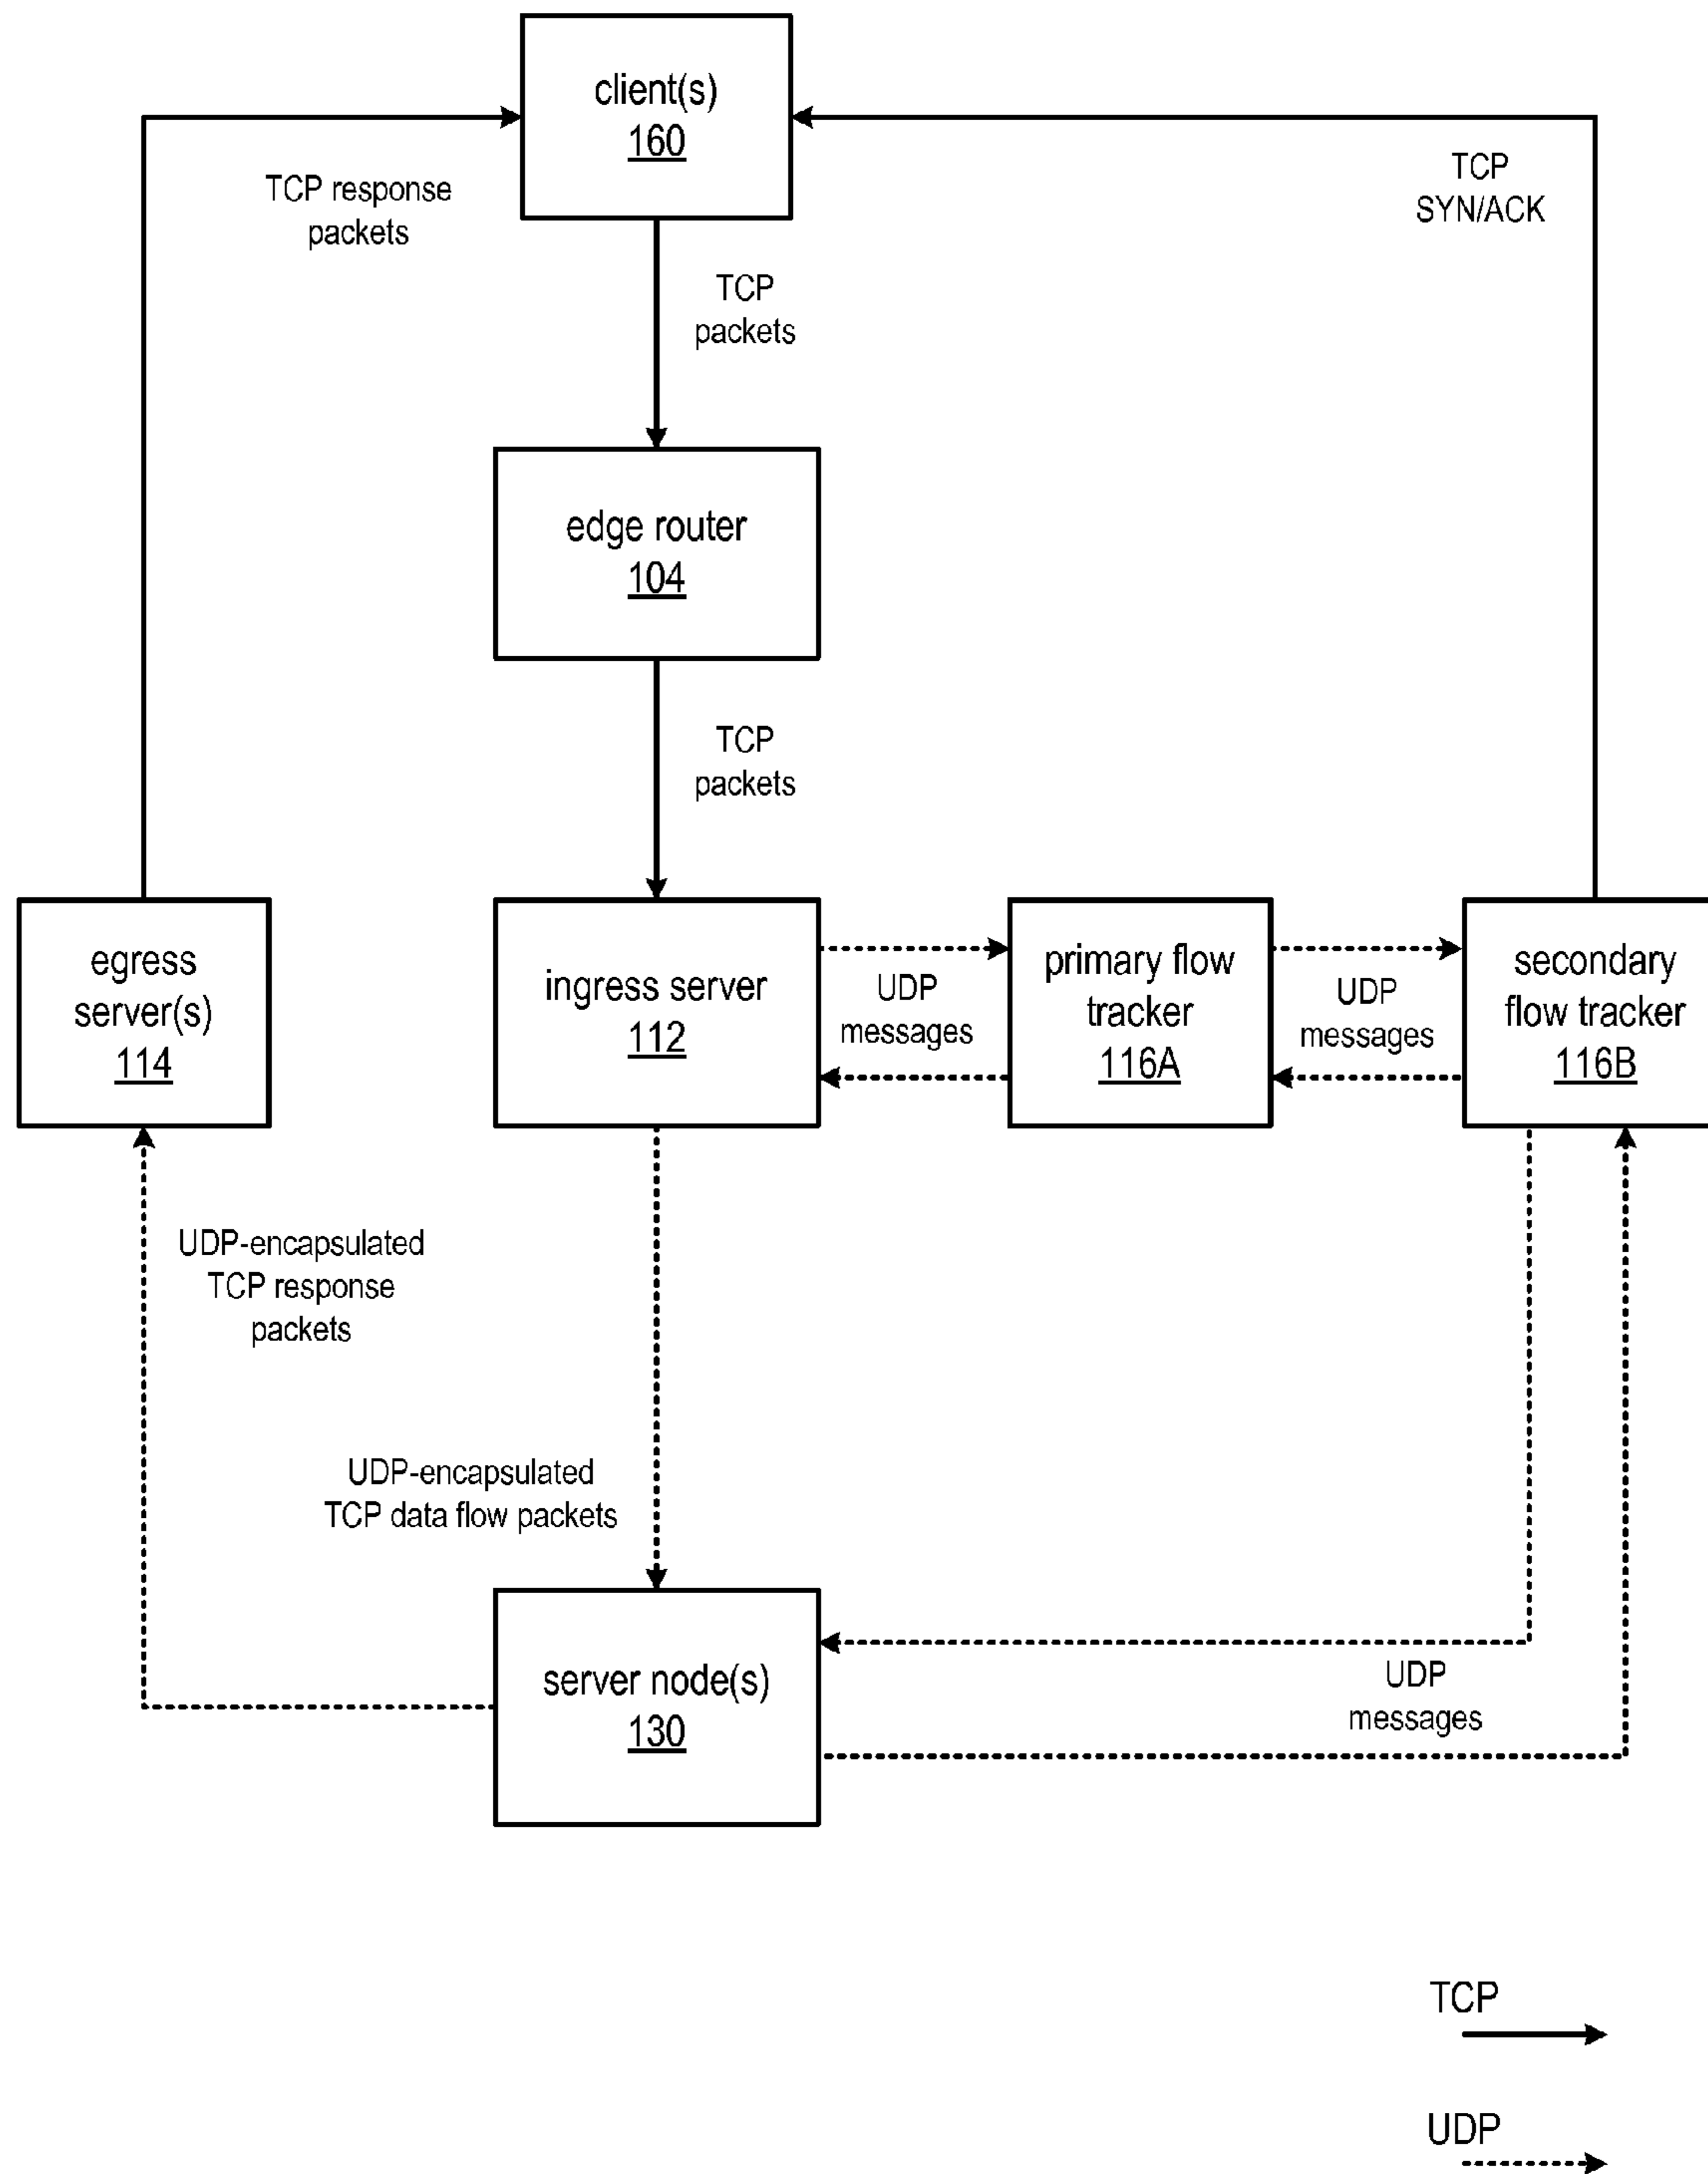 client(s)
160
TCP response
packets
TCP
SYN/ACK
TCP
packets
edge router
104
TCP
packets
egress
server(s)
114
ingress server
112
UDP
messages
primary flow
tracker
116A
UDP
messages
secondary
flow tracker
116B
UDP-encapsulated
TCP response
packets
UDP-encapsulated
TCP data flow packets
server node(s)
130
UDP
messages
TCP
UDP